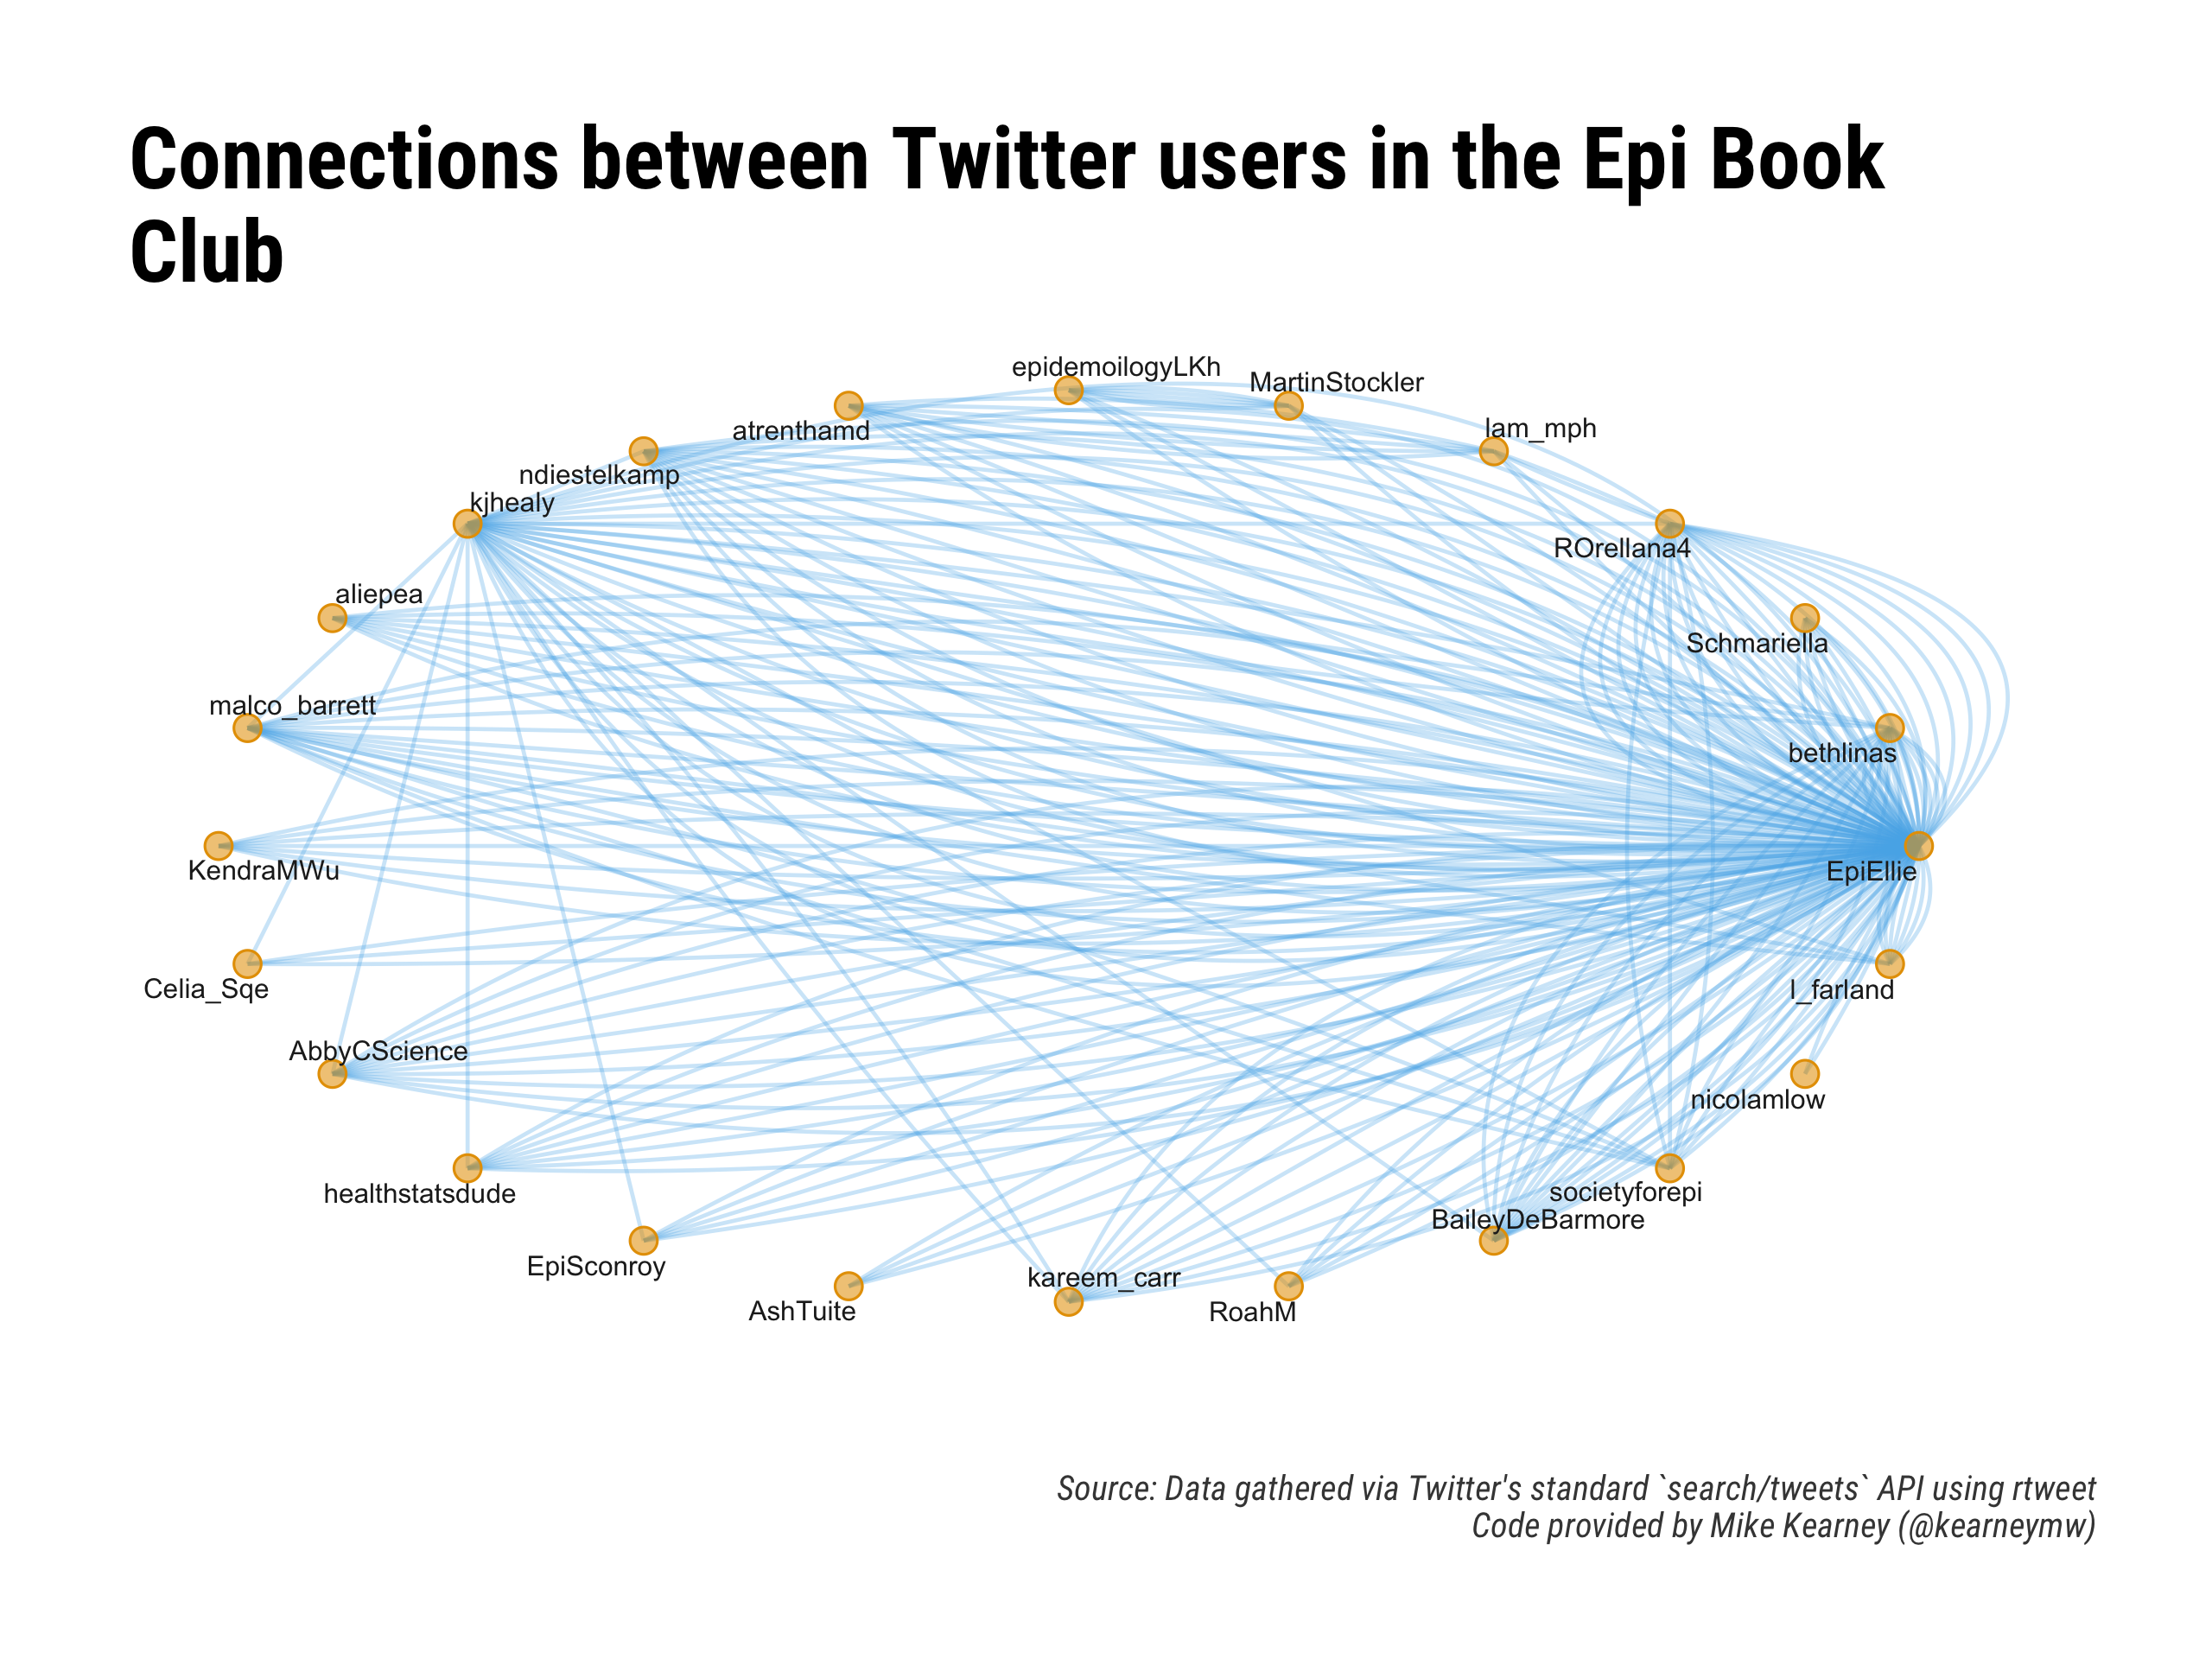 Connections between Twitter users in the Epi Book
Club
epidemoilogyLKh
MartinStockler
atrenthamd
lam_mph
ndiestelkamp
kjhealy
ROrellana4
aliepea
Schmariella
malco_barrett
bethlinas
KendraMWu
EpiEllie
Celia_Sqe
l_farland
AbbyCScience
nicolamlow
healthstatsdude
societyforepi
BaileyDeBarmore
EpiSconroy
kareem_carr
AshTuite
RoahM
Source: Data gathered via Twitter's standard `search/tweets` API using rtweet
Code provided by Mike Kearney (@kearneymw)